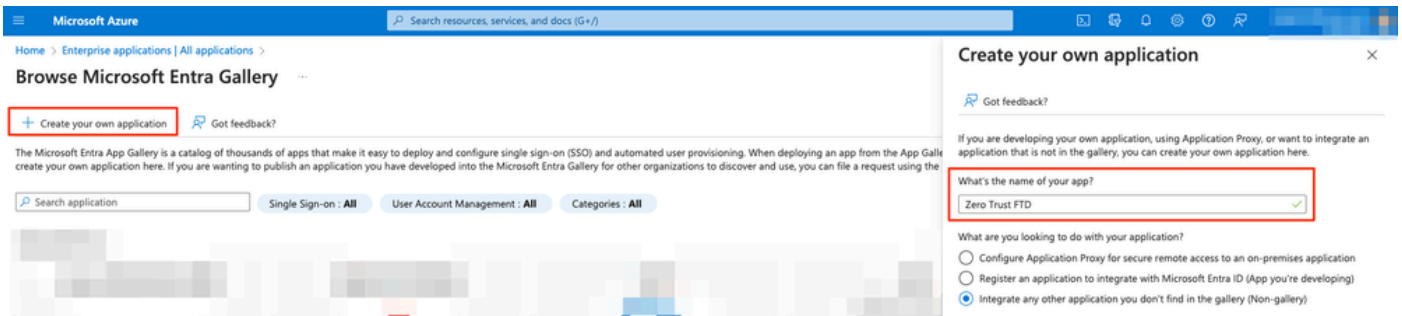 Microsoft Azure
Search resources, services, and docs (G+/)
Home > Enterprise applications | All applications >
Browse Microsoft Entra Gallery ...
+ Create your own application
Got feedback?
The Microsoft Entra App Gallery is a catalog of thousands of apps that make it easy to deploy and configure single sign-on (SSO) and automated user provisioning. When deploying an app from the App Galle
create your own application here. If you are wanting to publish an application you have developed into the Microsoft Entra Gallery for other organizations to discover and use, you can file a request using the
Search application
Single Sign-on : All
User Account Management : All
Categories : All
Create your own application
Got feedback?
If you are developing your own application, using Application Proxy, or want to integrate an
application that is not in the gallery, you can create your own application here.
What's the name of your app?
Zero Trust FTD
What are you looking to do with your application?
Configure Application Proxy for secure remote access to an on-premises application
Register an application to integrate with Microsoft Entra ID (App you're developing)
Integrate any other application you don't find in the gallery (Non-gallery)